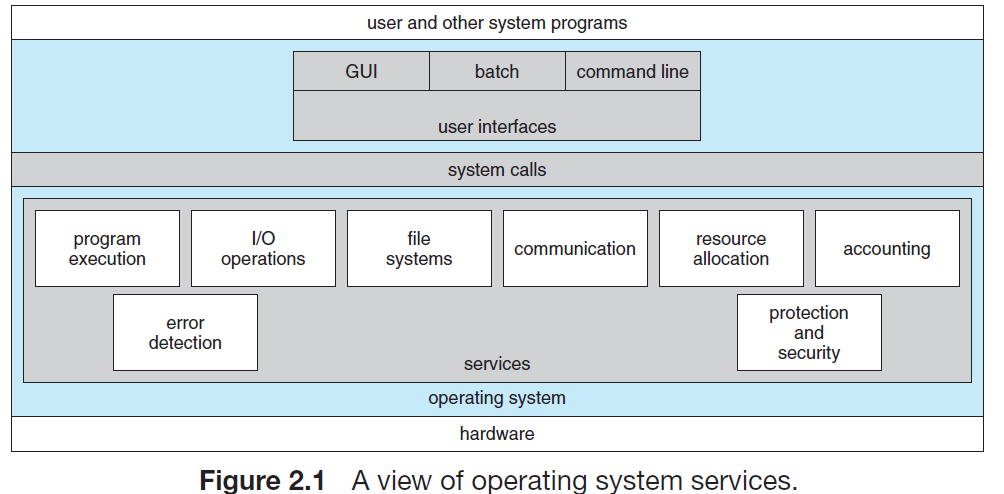 user and other system programs
GUI
batch
command line
user interfaces
system calls
program
execution
I/O
operations
file
systems
communication
resource
allocation
accounting
error
detection
protection
and
security
services
operating system
hardware
Figure 2.1 A view of operating system services.